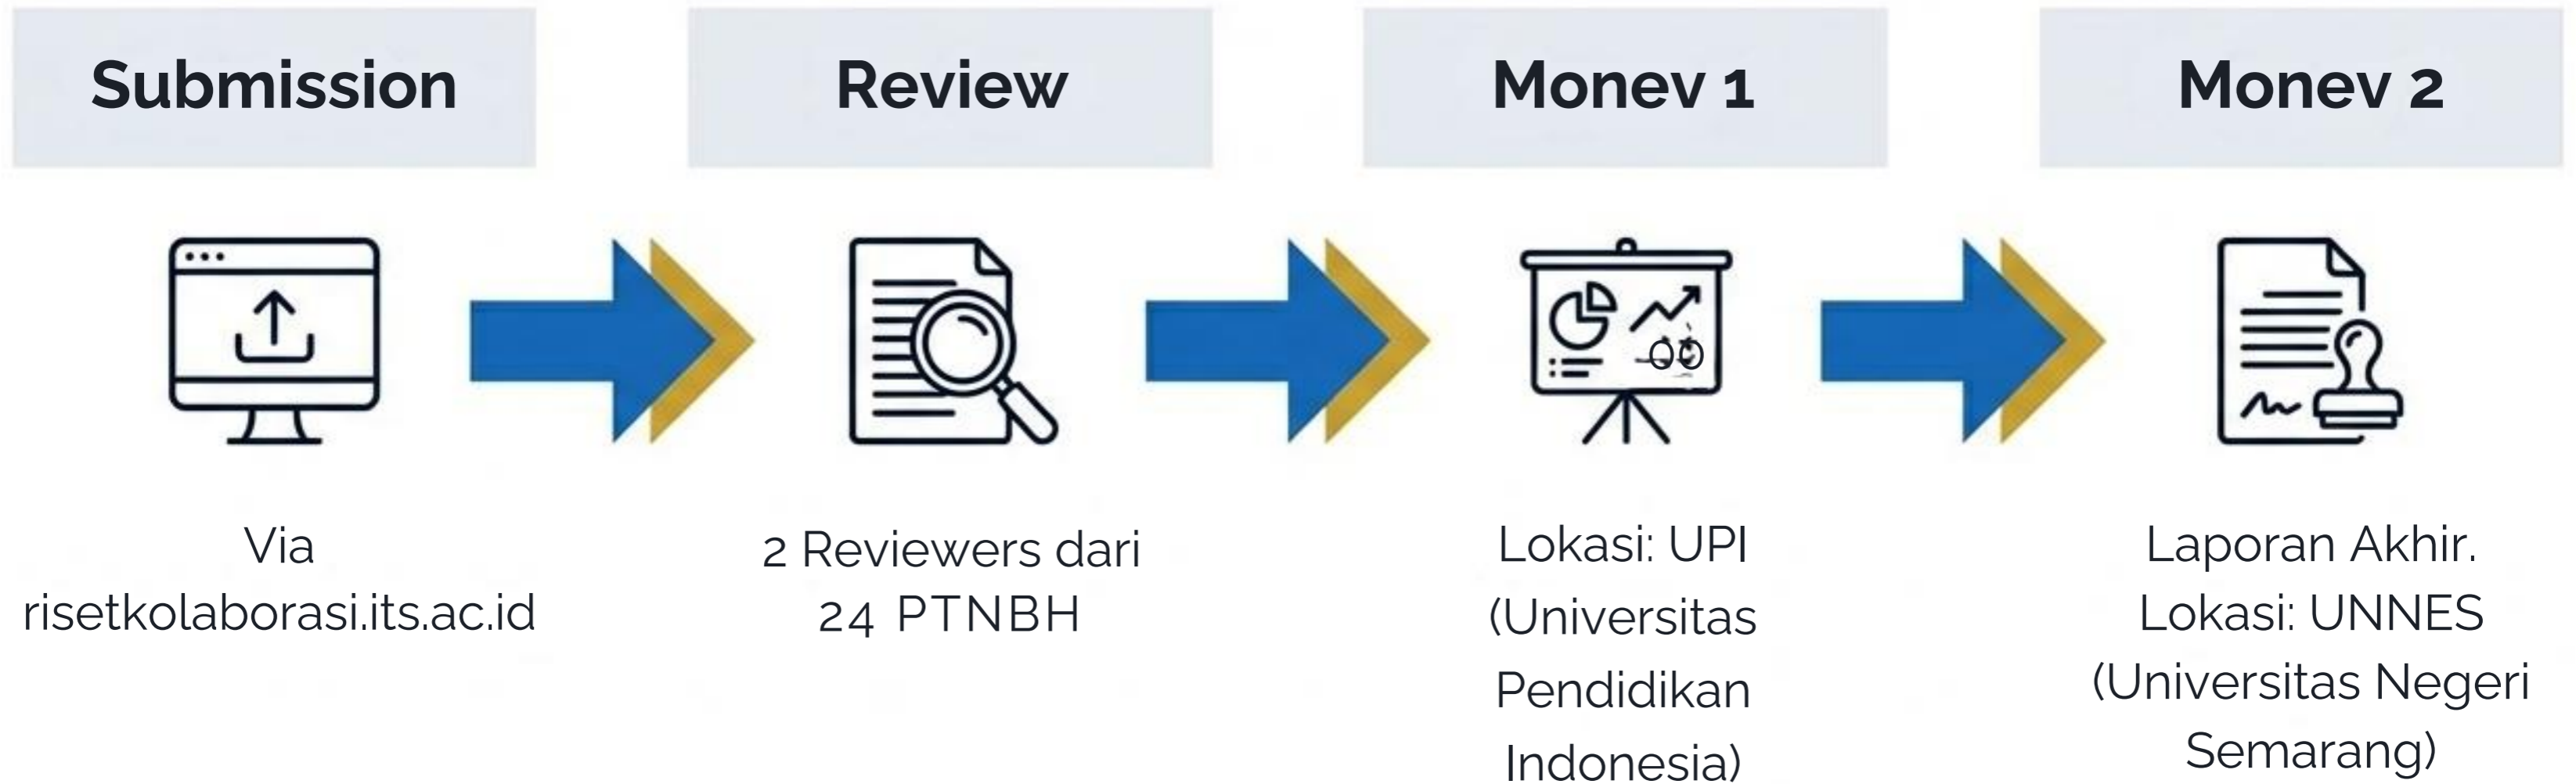 Submission
Via
risetkolaborasi.its.ac.id
Review
2 Reviewers dari
24 PTNBH
Monev 1
Lokasi: UPI
(Universitas
Pendidikan
Indonesia)
Monev 2
Laporan Akhir.
Lokasi: UNNES
(Universitas Negeri
Semarang)